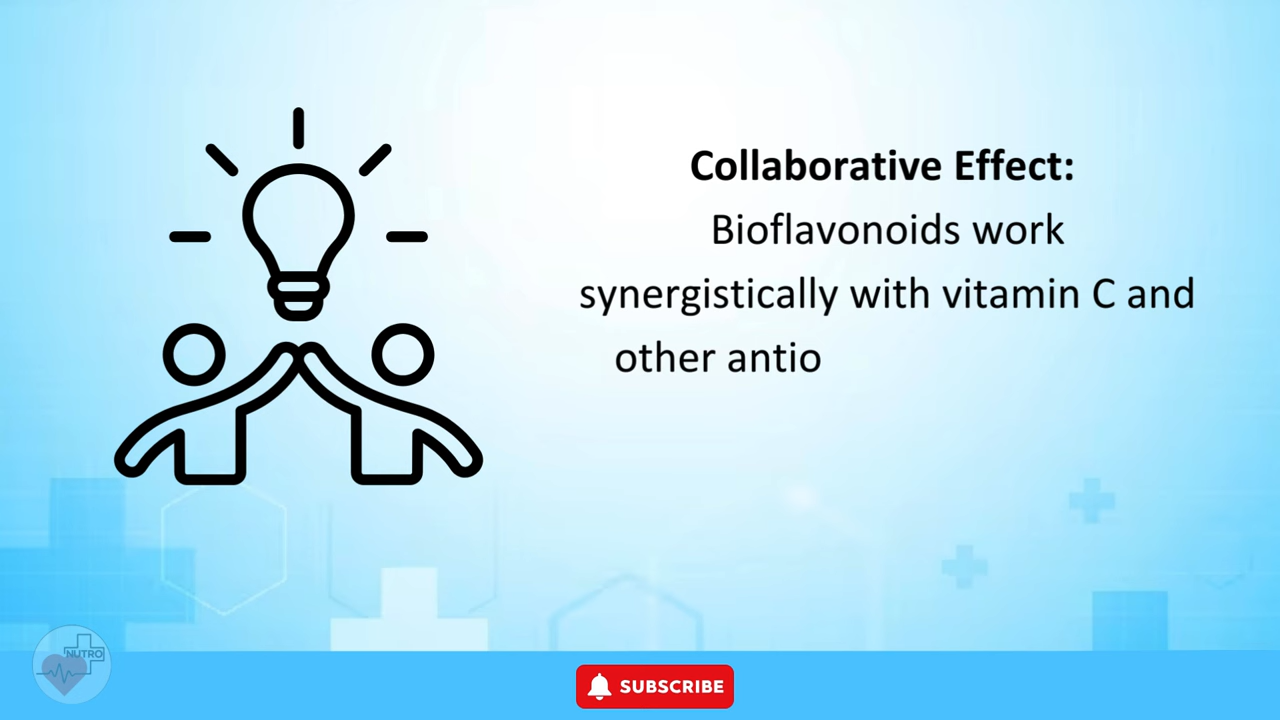 Collaborative Effect:
Bioflavonoids work
synergistically with vitamin C and
other antio
NUTRO
SUBSCRIBE